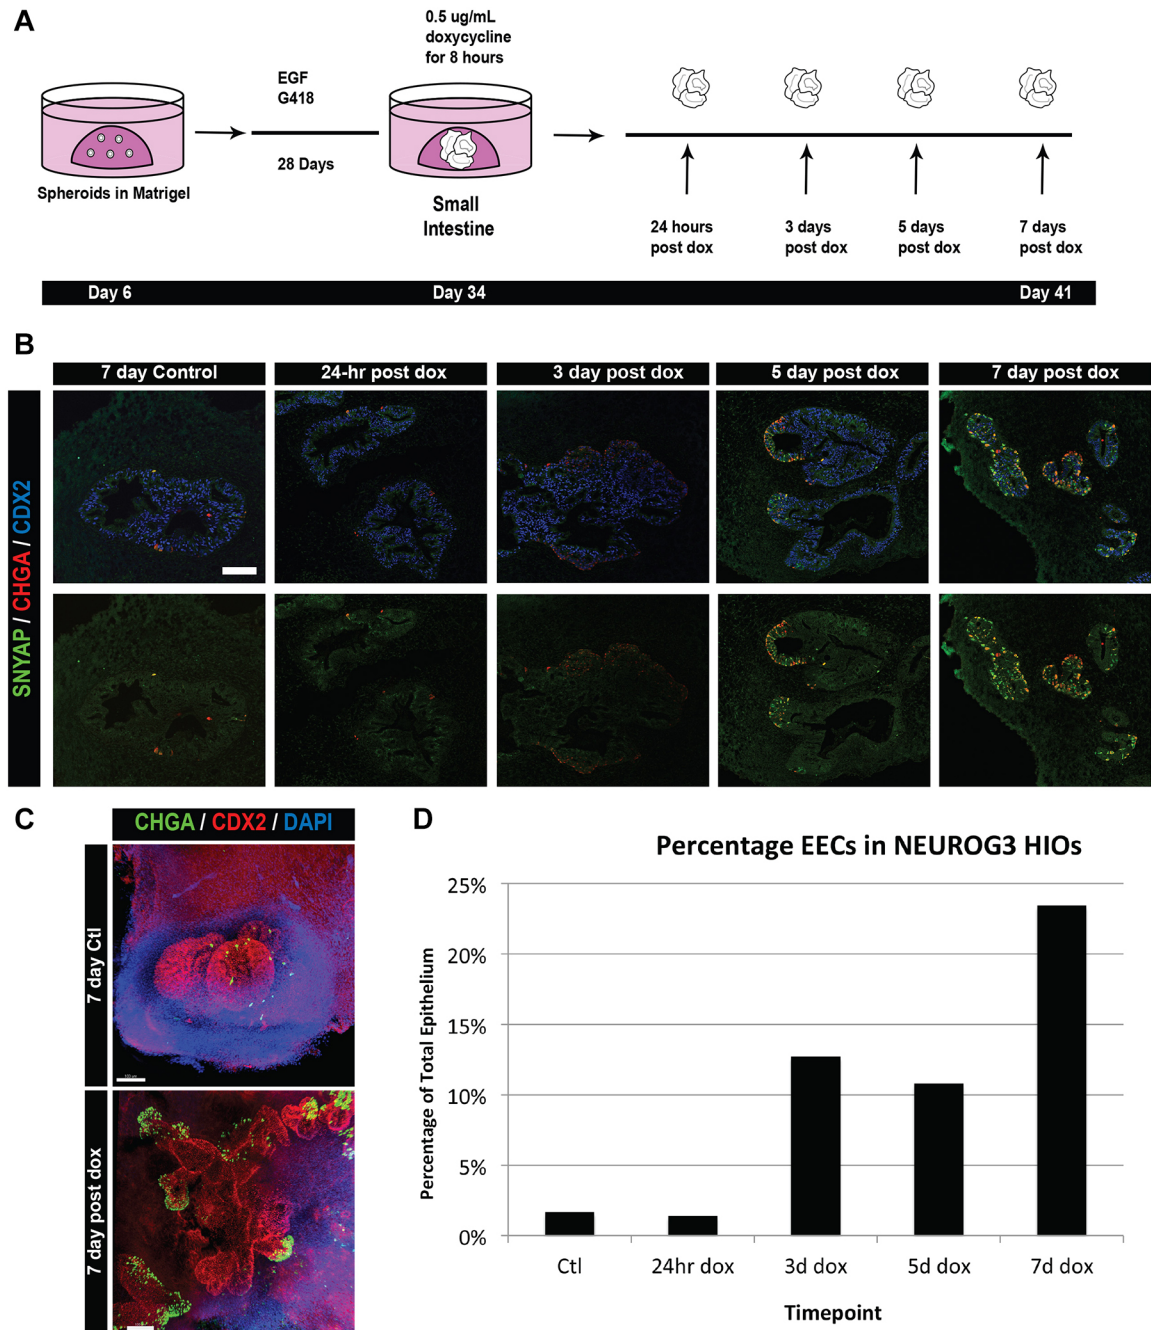 A
0.5 ug/mL
doxycycline
for 8 hours
EGF
G418
28 Days
Spheroids in Matrigel
Small
Intestine
24 hours
post dox
3 days
post dox
5 days
post dox
7 days
post dox
Day 6
Day 34
Day 41
B
7 day Control
24-hr post dox
3 day post dox
5 day post dox
7 day post dox
SNYAP / CHGA / CDX2
C
CHGA / CDX2 / DAPI
7 day Ctl
7 day post dox
D
Percentage EECs in NEUROG3 HIOs
Percentage of Total Epithelium
25%
20%
15%
10%
5%
0%
Ctl
24hr dox
3d dox
5d dox
7d dox
Timepoint